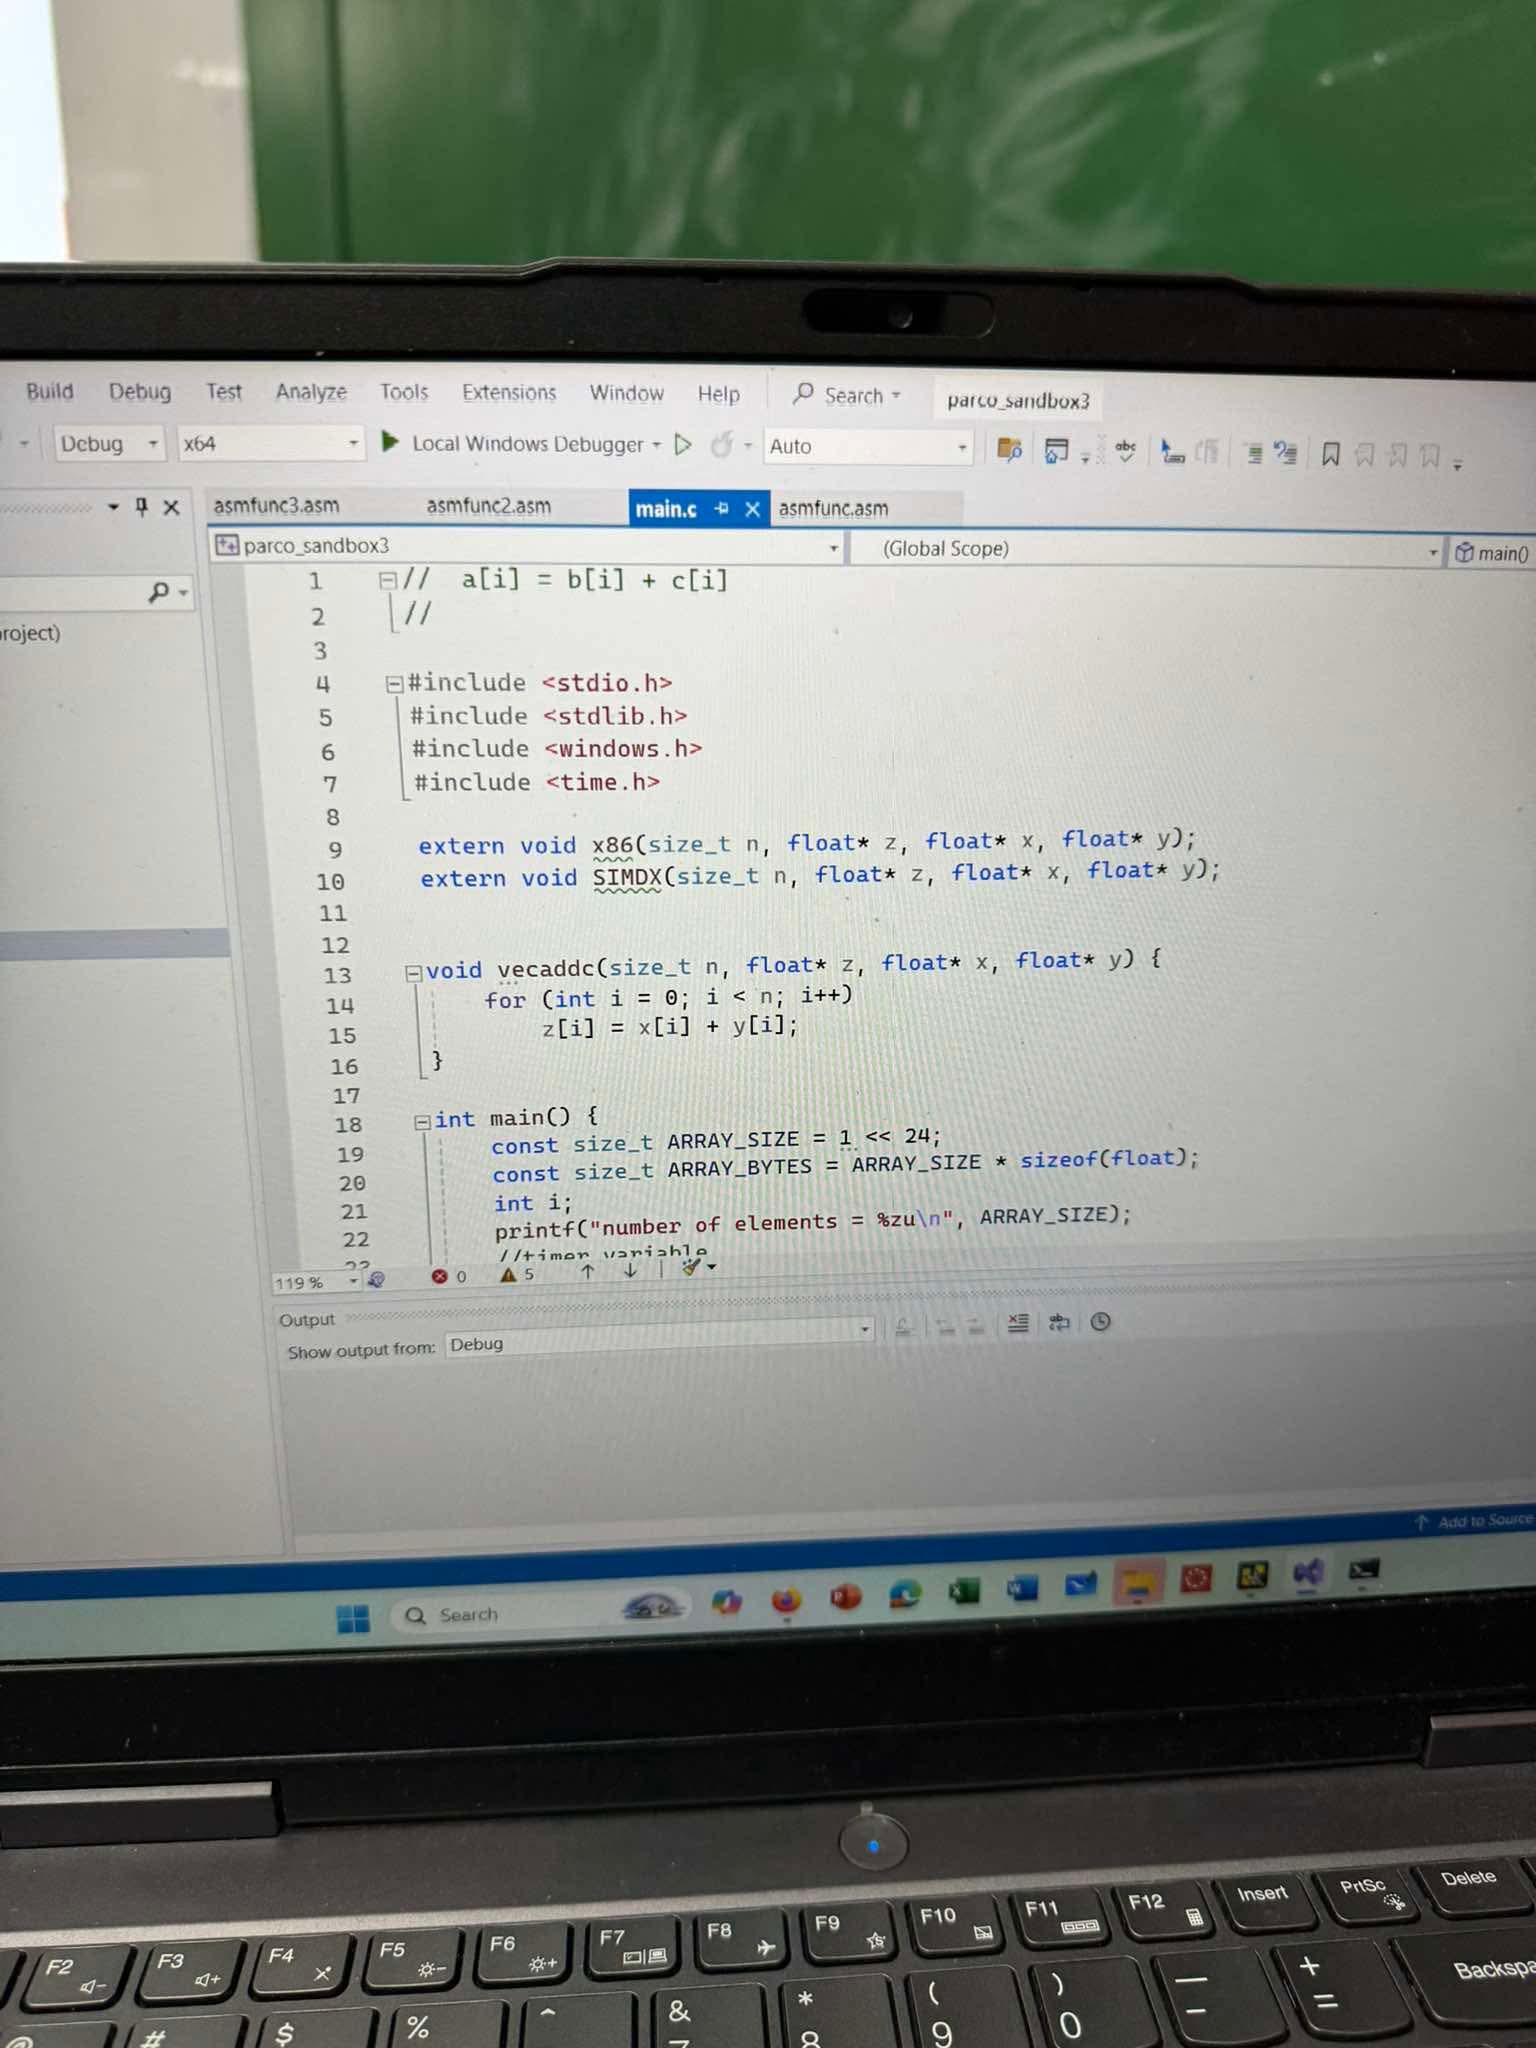 Build Debug Test Analyze Tools Extensions Window Help Search parco_sandbox3
Debug x64 Local Windows Debugger Auto
asmfunc3.asm asmfunc2.asm main.c asmfunc.asm
parco_sandbox3 (Global Scope) main()
roject)
1 // a[i] = b[i] + c[i]
2 //
3
4 #include <stdio.h>
5 #include <stdlib.h>
6 #include <windows.h>
7 #include <time.h>
8
9 extern void x86(size_t n, float* z, float* x, float* y);
10 extern void SIMDX(size_t n, float* z, float* x, float* y);
11
12
13 void vecaddc(size_t n, float* z, float* x, float* y) {
14 for (int i = 0; i < n; i++)
15 z[i] = x[i] + y[i];
16 }
17
18 int main() {
19 const size_t ARRAY_SIZE = 1 << 24;
20 const size_t ARRAY_BYTES = ARRAY_SIZE * sizeof(float);
21 int i;
22 printf("number of elements = %zu\n", ARRAY_SIZE);
//timer variable
119 % 0 5
Output
Show output from: Debug
Add to Source
Search
F2 F3 F4 F5 F6 F7 F8 F9 F10 F11 F12 Insert PrtSc Delete
@ # $ % ^ & 7 * 8 ( 9 ) 0 — - + = Backspa